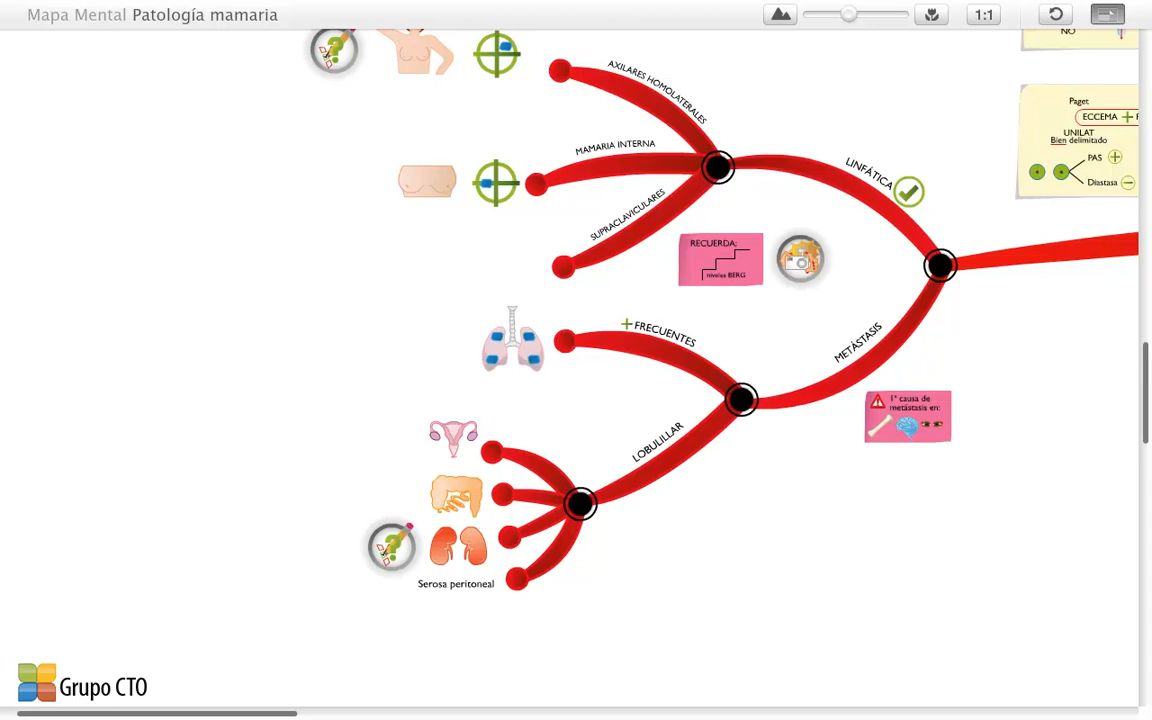 Mapa Mental Patología mamaria
1:1
NO
AXILARES HOMOLATERALES
Paget
ECCEMA +
UNILAT
Bien delimitado
PAS +
Diastasa −
MAMARIA INTERNA
LINFÁTICA
SUPRACLAVICULARES
RECUERDA:
niveles BERG
+ FRECUENTES
METÁSTASIS
1ª causa de
metástasis en:
LOBULILLAR
Serosa peritoneal
Grupo CTO